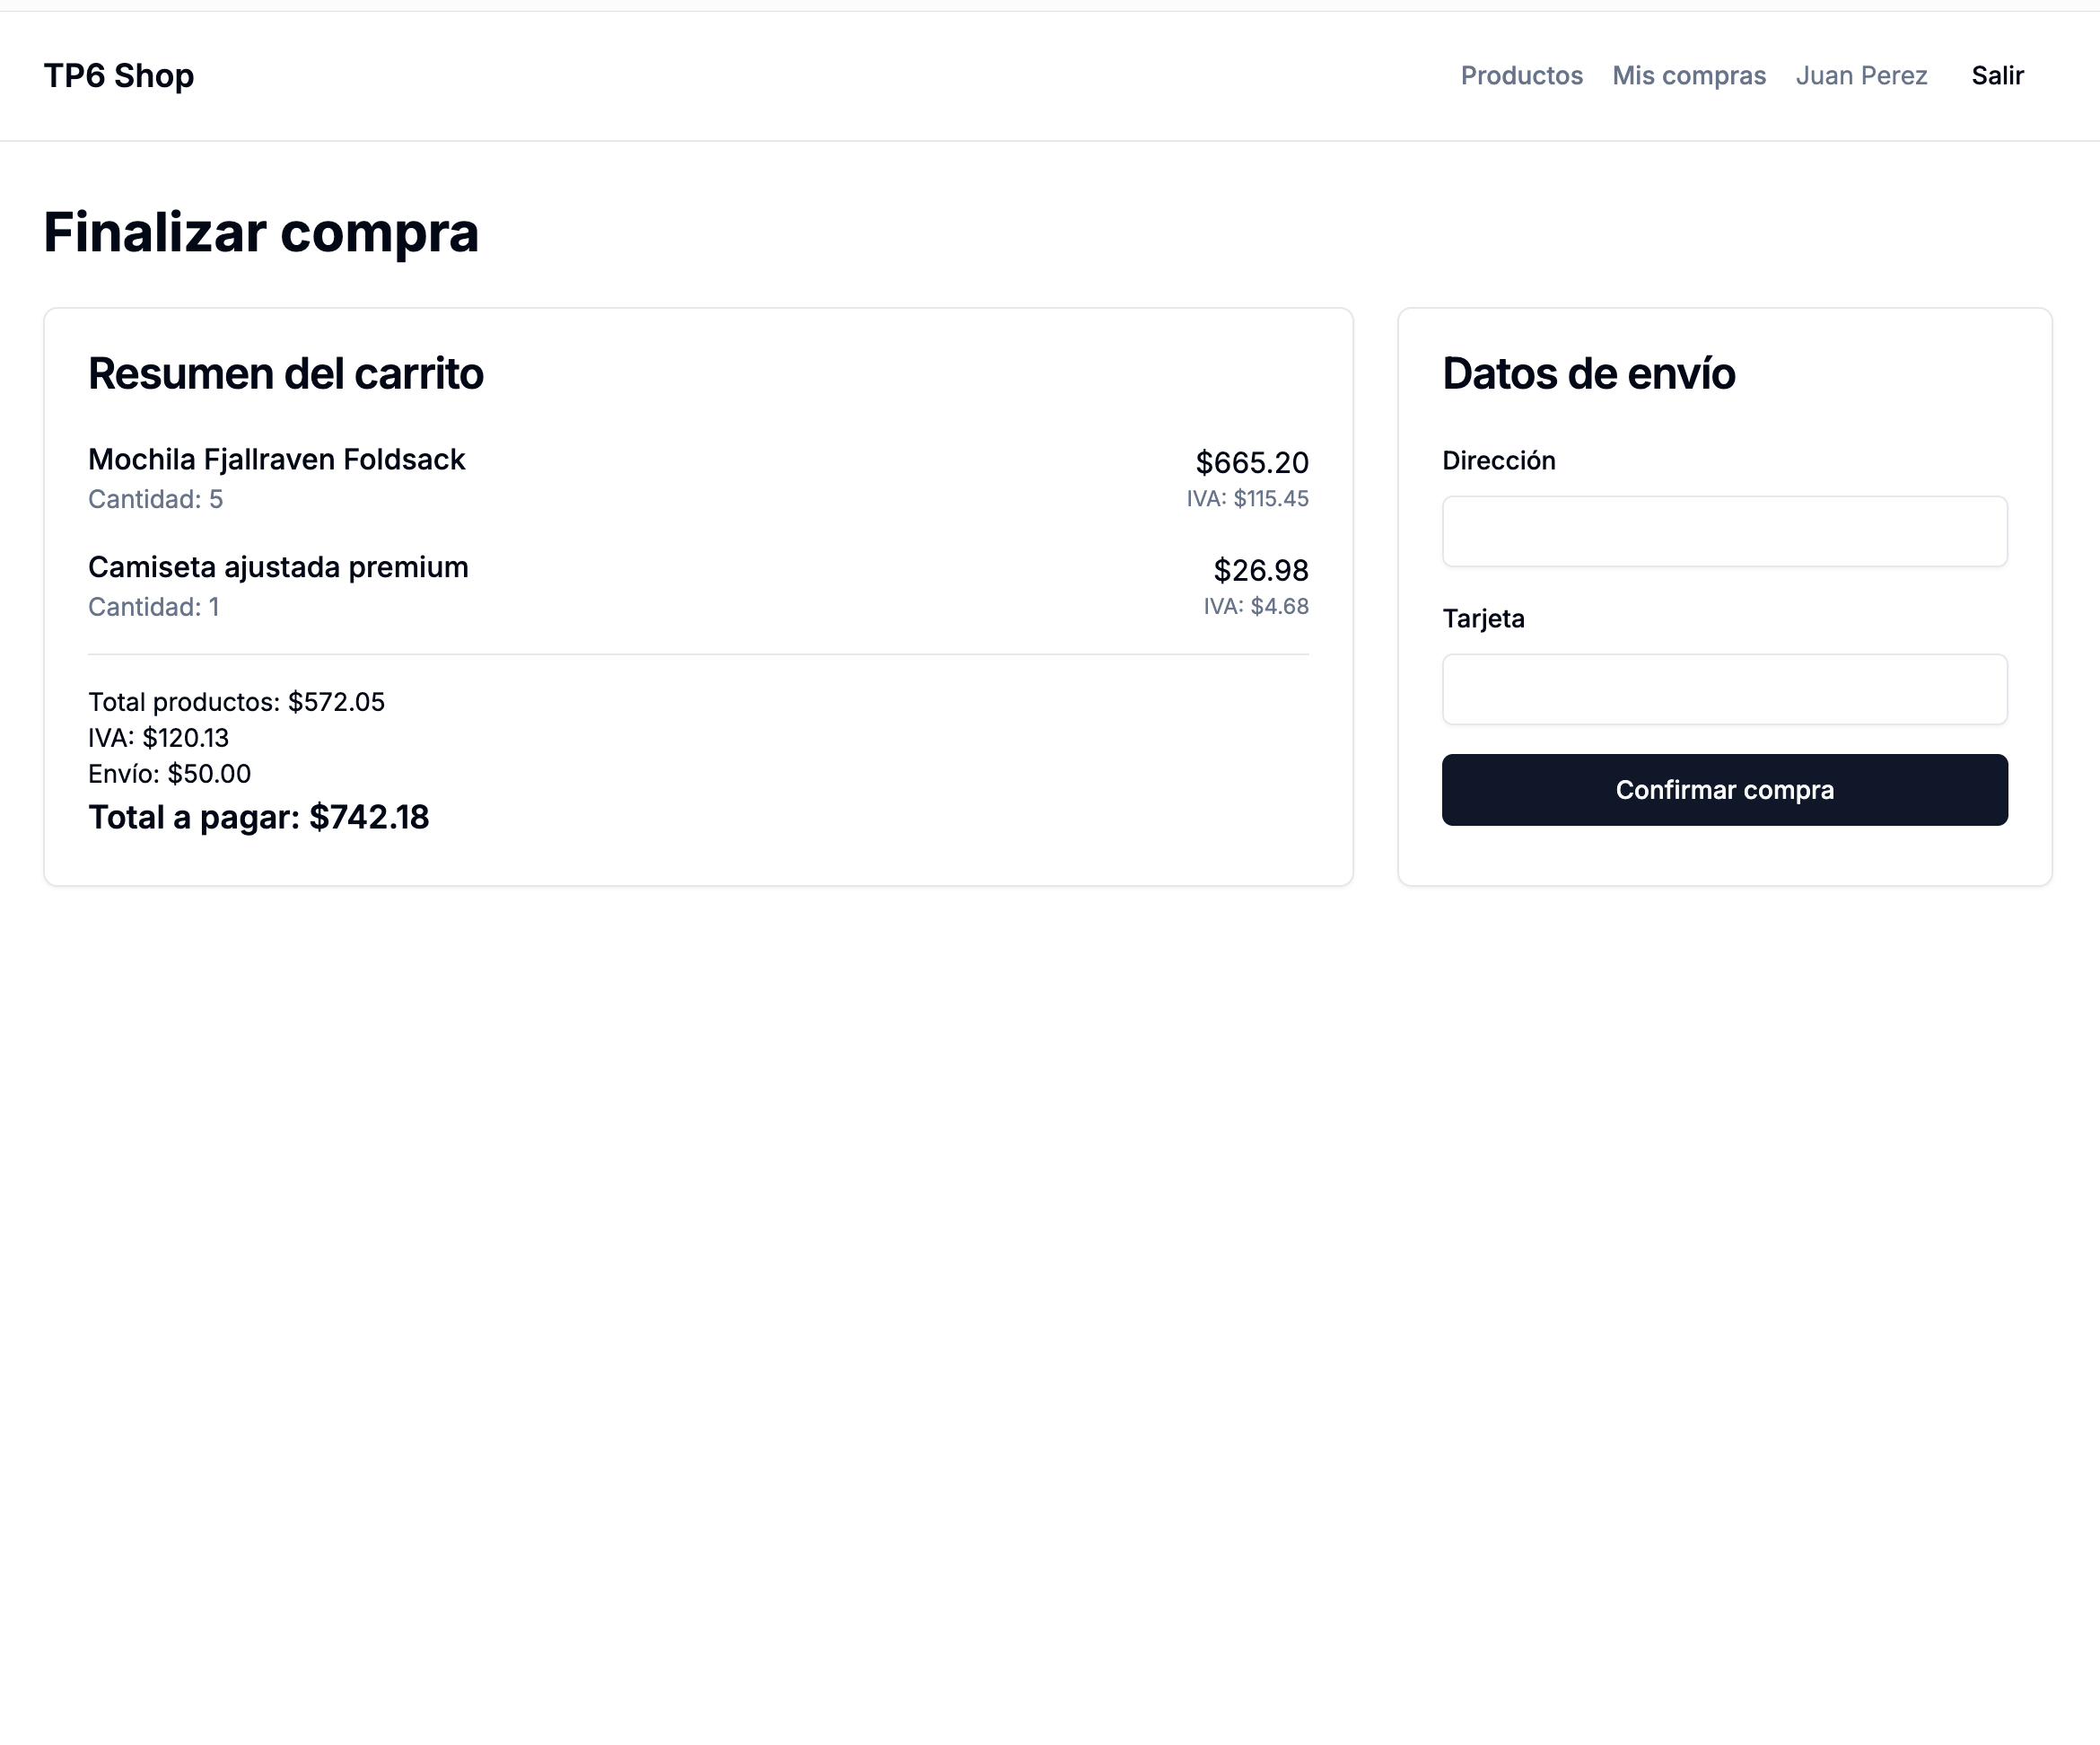 TP6 Shop
Productos Mis compras Juan Perez Salir
Finalizar compra
Resumen del carrito
Mochila Fjallraven Foldsack
$665.20
Cantidad: 5
IVA: $115.45
Camiseta ajustada premium
$26.98
Cantidad: 1
IVA: $4.68
Total productos: $572.05
IVA: $120.13
Envío: $50.00
Total a pagar: $742.18
Datos de envío
Dirección
Tarjeta
Confirmar compra